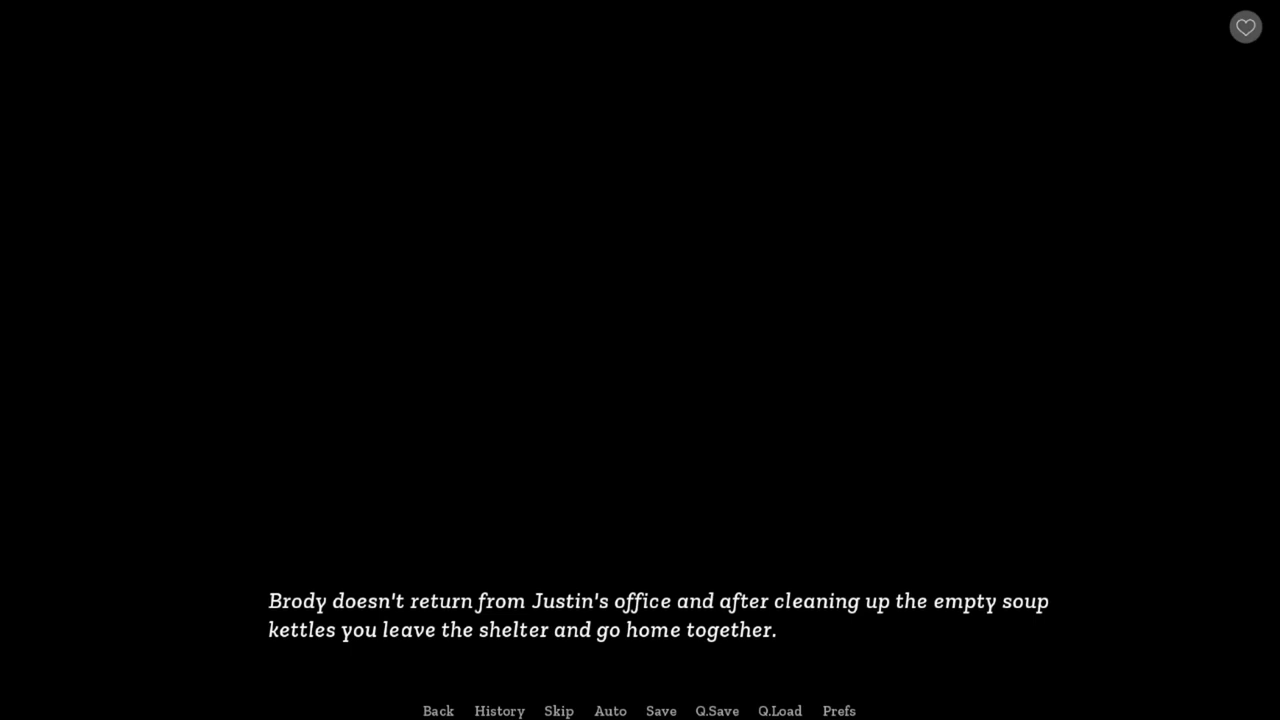 Brody doesn't return from Justin's office and after cleaning up the empty soup
kettles you leave the shelter and go home together.
Back History Skip Auto Save Q.Save Q.Load Prefs